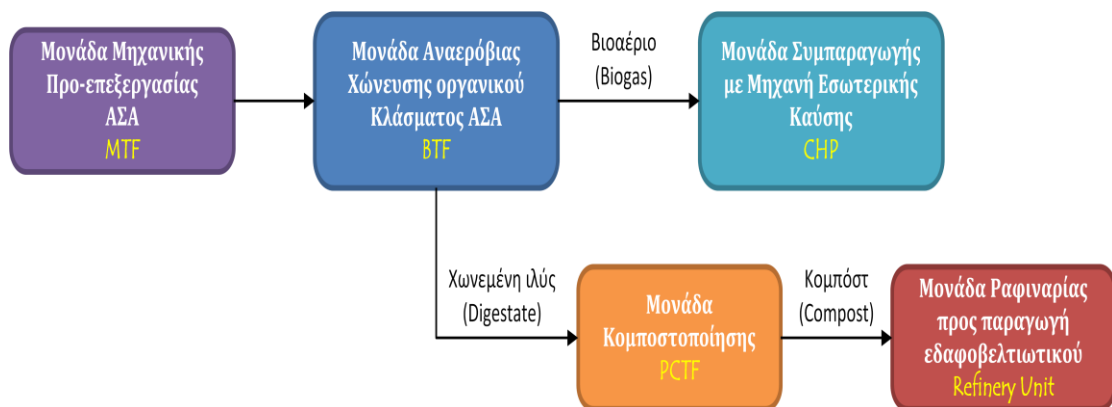 Μονάδα Μηχανικής
Προ-επεξεργασίας
ΑΣΑ
MTF
Μονάδα Αναερόβιας
Χώνευσης οργανικού
Κλάσματος ΑΣΑ
BTF
Βιοαέριο
(Biogas)
Μονάδα Συμπαραγωγής
με Μηχανή Εσωτερικής
Καύσης
CHP
Χωνεμένη ιλύς
(Digestate)
Μονάδα
Κομποστοποίησης
PCTF
Κομπόστ
(Compost)
Μονάδα Ραφιναρίας
προς παραγωγή
εδαφοβελτιωτικού
Refinery Unit